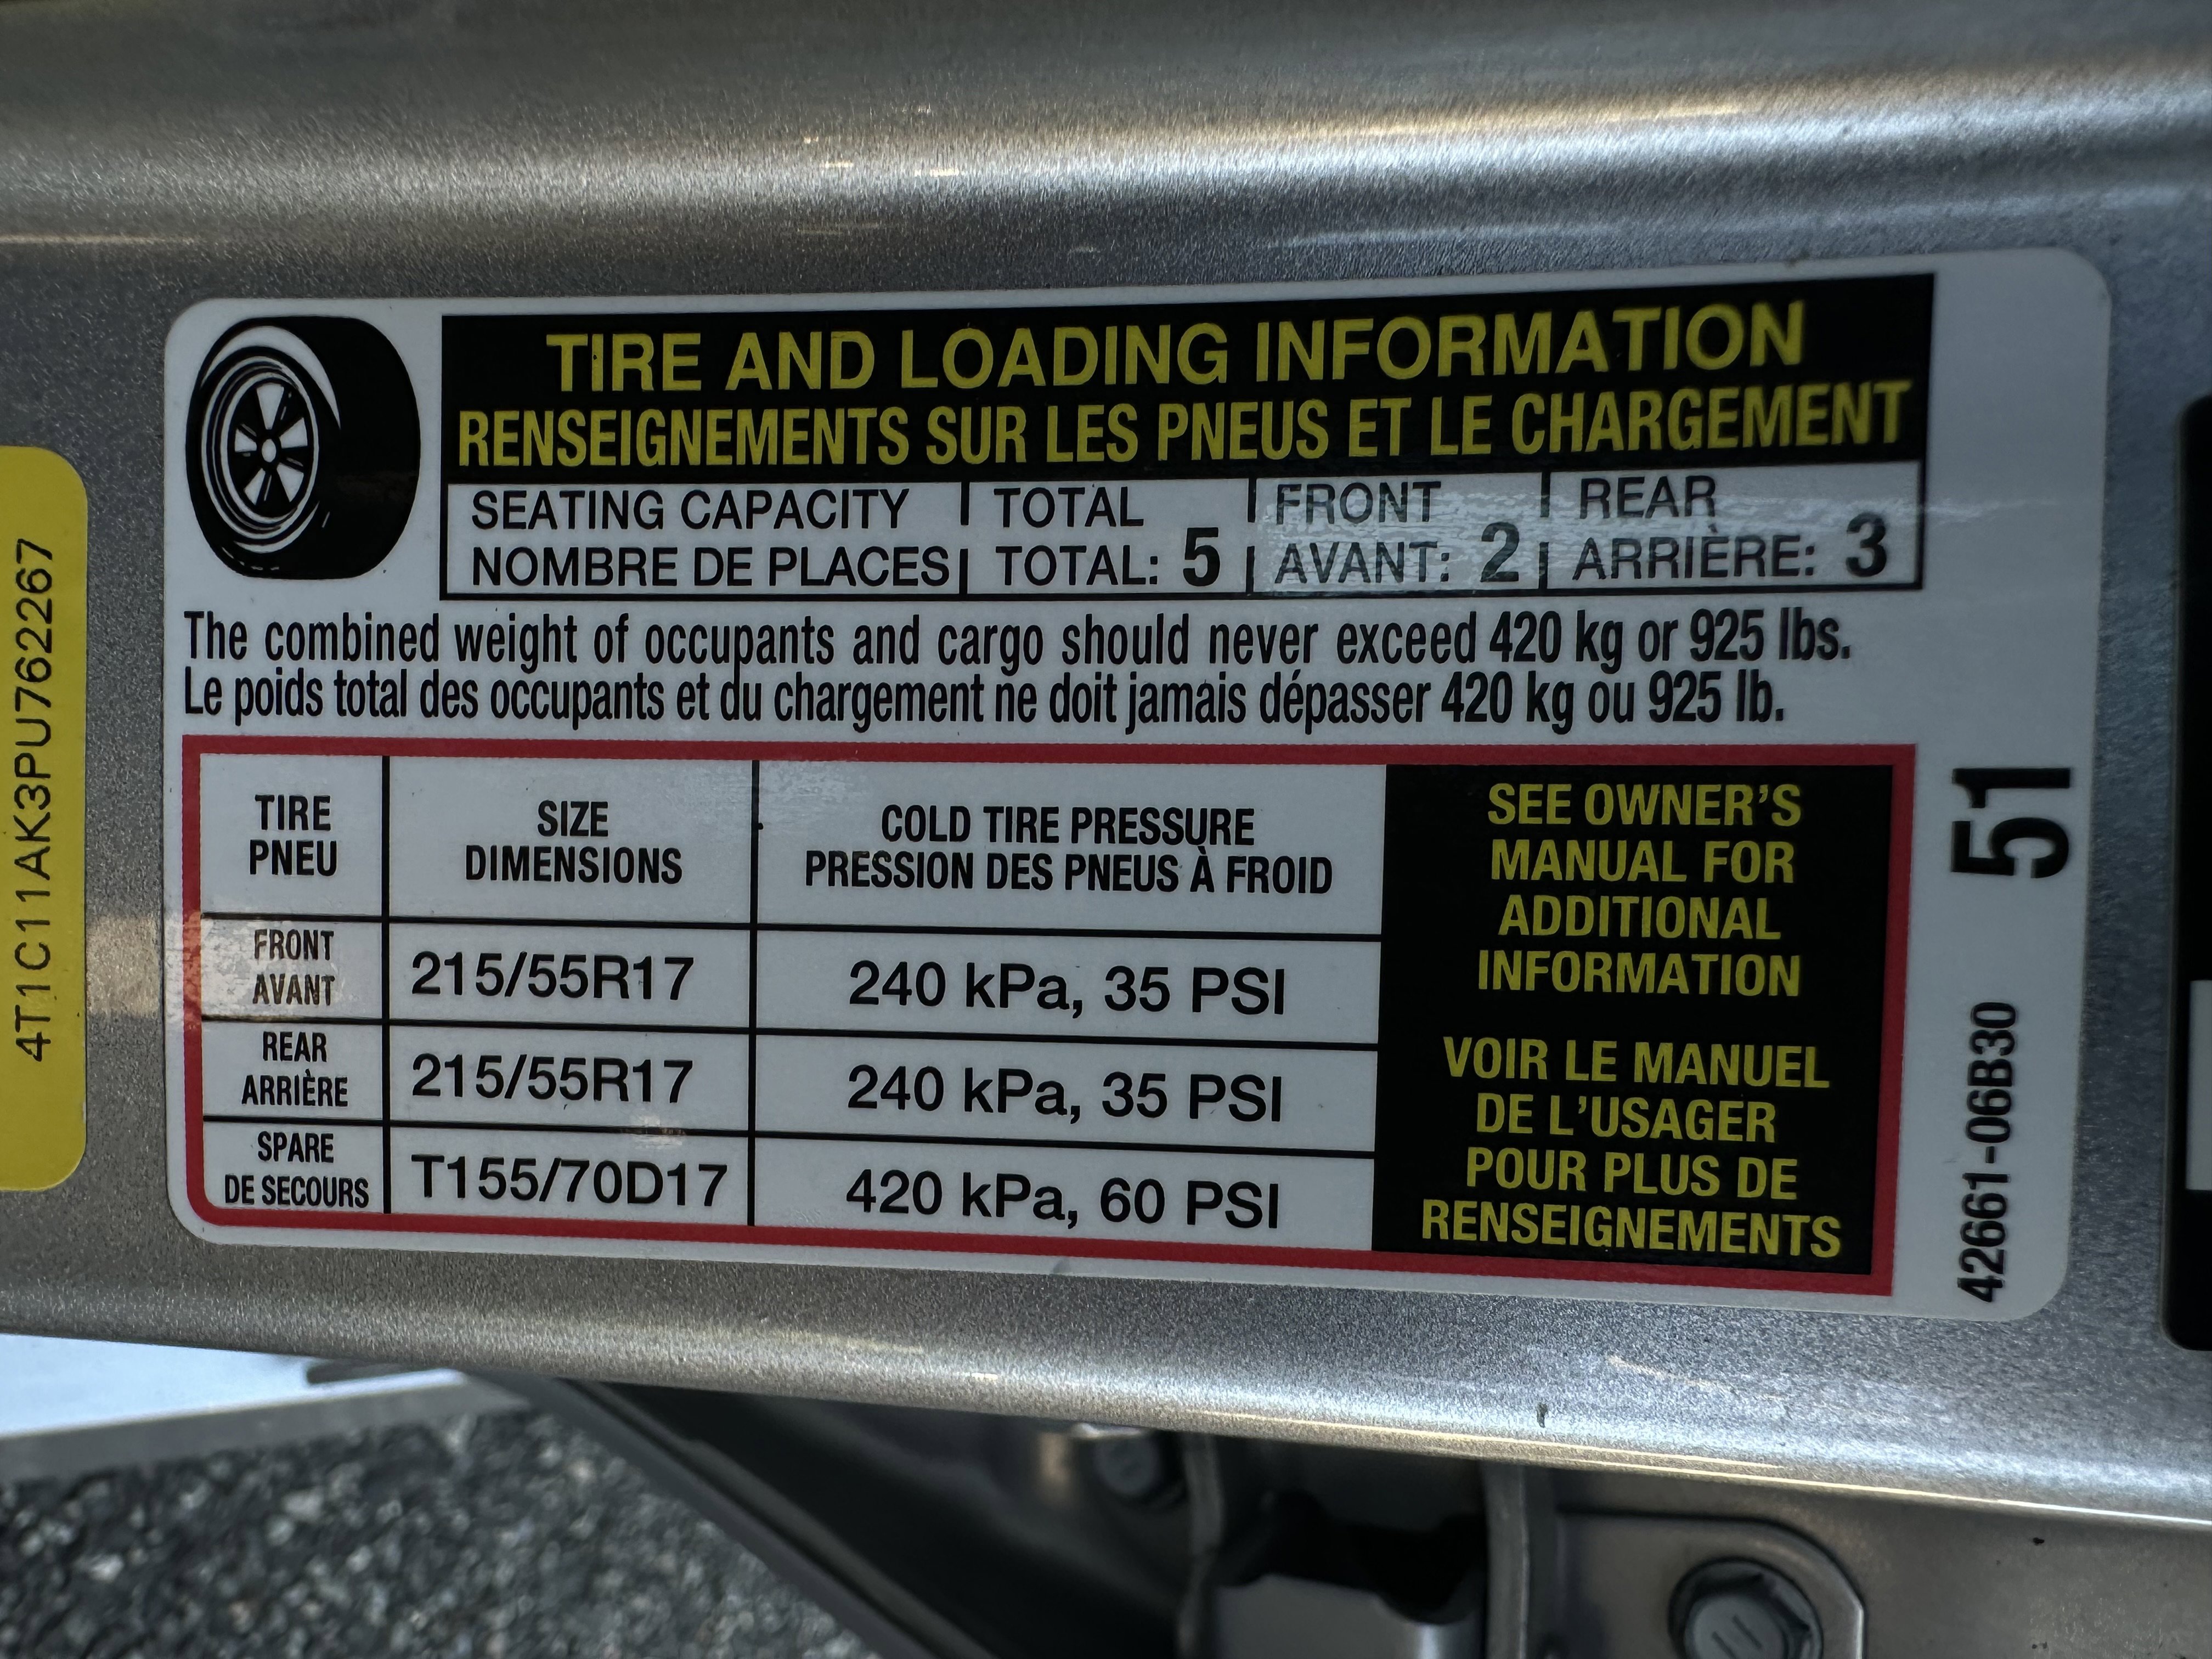 4T1C11AK3PU762267
TIRE AND LOADING INFORMATION
RENSEIGNEMENTS SUR LES PNEUS ET LE CHARGEMENT
SEATING CAPACITY | TOTAL | FRONT | REAR
NOMBRE DE PLACES | TOTAL: 5 | AVANT: 2 | ARRIÈRE: 3
The combined weight of occupants and cargo should never exceed 420 kg or 925 lbs.
Le poids total des occupants et du chargement ne doit jamais dépasser 420 kg ou 925 lb.
TIRE
PNEU
SIZE
DIMENSIONS
COLD TIRE PRESSURE
PRESSION DES PNEUS À FROID
FRONT
AVANT
215/55R17
240 kPa, 35 PSI
REAR
ARRIÈRE
215/55R17
240 kPa, 35 PSI
SPARE
DE SECOURS
T155/70D17
420 kPa, 60 PSI
SEE OWNER'S
MANUAL FOR
ADDITIONAL
INFORMATION
VOIR LE MANUEL
DE L'USAGER
POUR PLUS DE
RENSEIGNEMENTS
51
42661-06B30